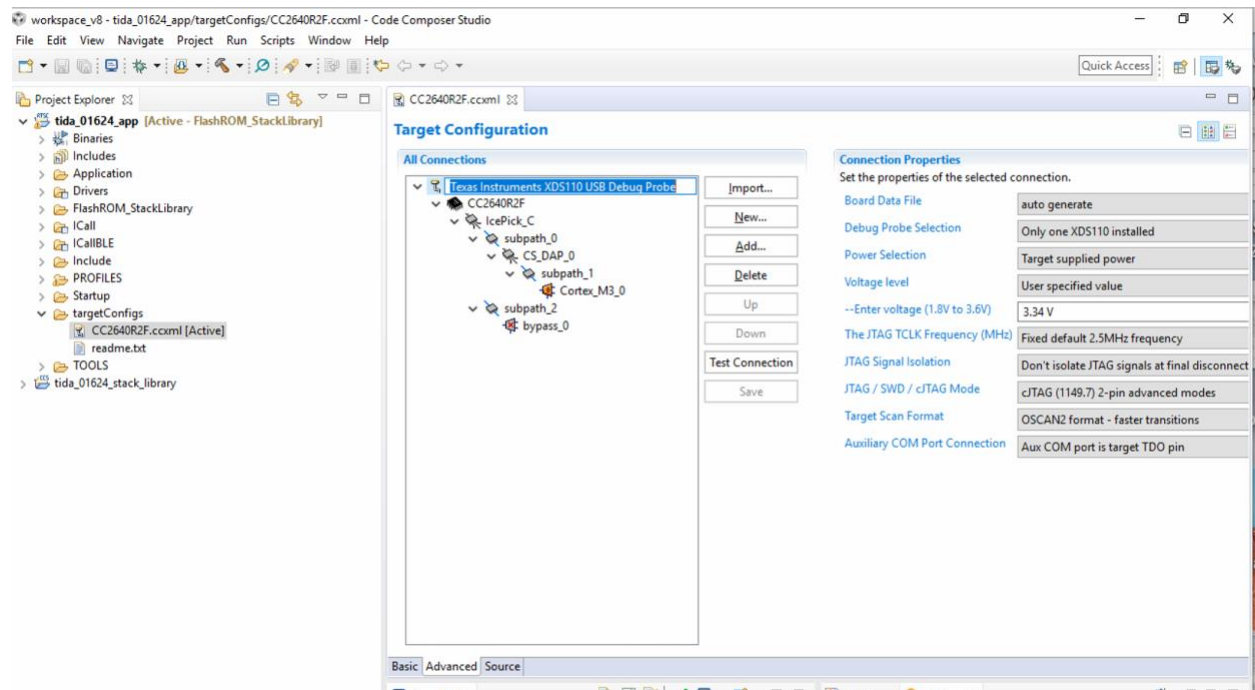 workspace_v8 - tida_01624_app/targetConfigs/CC2640R2F.ccxml - Code Composer Studio
File Edit View Navigate Project Run Scripts Window Help
Quick Access
Project Explorer
tida_01624_app [Active - FlashROM_StackLibrary]
Binaries
Includes
Application
Drivers
FlashROM_StackLibrary
ICall
ICallBLE
Include
PROFILES
Startup
targetConfigs
CC2640R2F.ccxml [Active]
readme.txt
TOOLS
tida_01624_stack_library
CC2640R2F.ccxml
Target Configuration
All Connections
Texas Instruments XDS110 USB Debug Probe
CC2640R2F
IcePick_C
subpath_0
CS_DAP_0
subpath_1
Cortex_M3_0
subpath_2
bypass_0
Import...
New...
Add...
Delete
Up
Down
Test Connection
Save
Connection Properties
Set the properties of the selected connection.
Board Data File auto generate
Debug Probe Selection Only one XDS110 installed
Power Selection Target supplied power
Voltage level User specified value
--Enter voltage (1.8V to 3.6V) 3.34 V
The JTAG TCLK Frequency (MHz) Fixed default 2.5MHz frequency
JTAG Signal Isolation Don't isolate JTAG signals at final disconnect
JTAG / SWD / cJTAG Mode cJTAG (1149.7) 2-pin advanced modes
Target Scan Format OSCAN2 format - faster transitions
Auxiliary COM Port Connection Aux COM port is target TDO pin
Basic Advanced Source